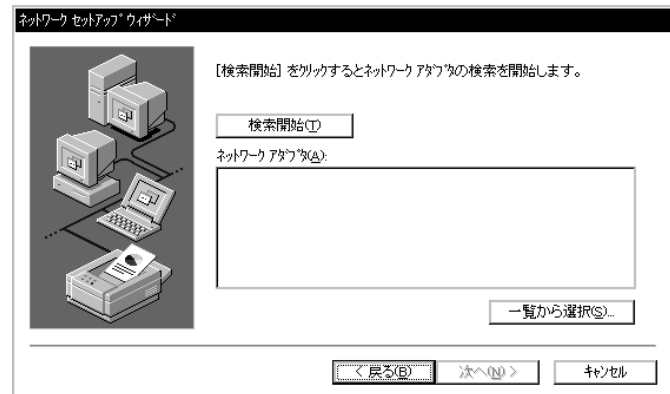 ﾈｯﾄﾜｰｸ ｾｯﾄｱｯﾌﾟ ｳｨｻﾞｰﾄﾞ
[検索開始] をｸﾘｯｸするとﾈｯﾄﾜｰｸ ｱﾀﾞﾌﾟﾀの検索を開始します。
検索開始(T)
ﾈｯﾄﾜｰｸ ｱﾀﾞﾌﾟﾀ(A):
一覧から選択(S)...
< 戻る(B)
次へ(N) >
ｷｬﾝｾﾙ